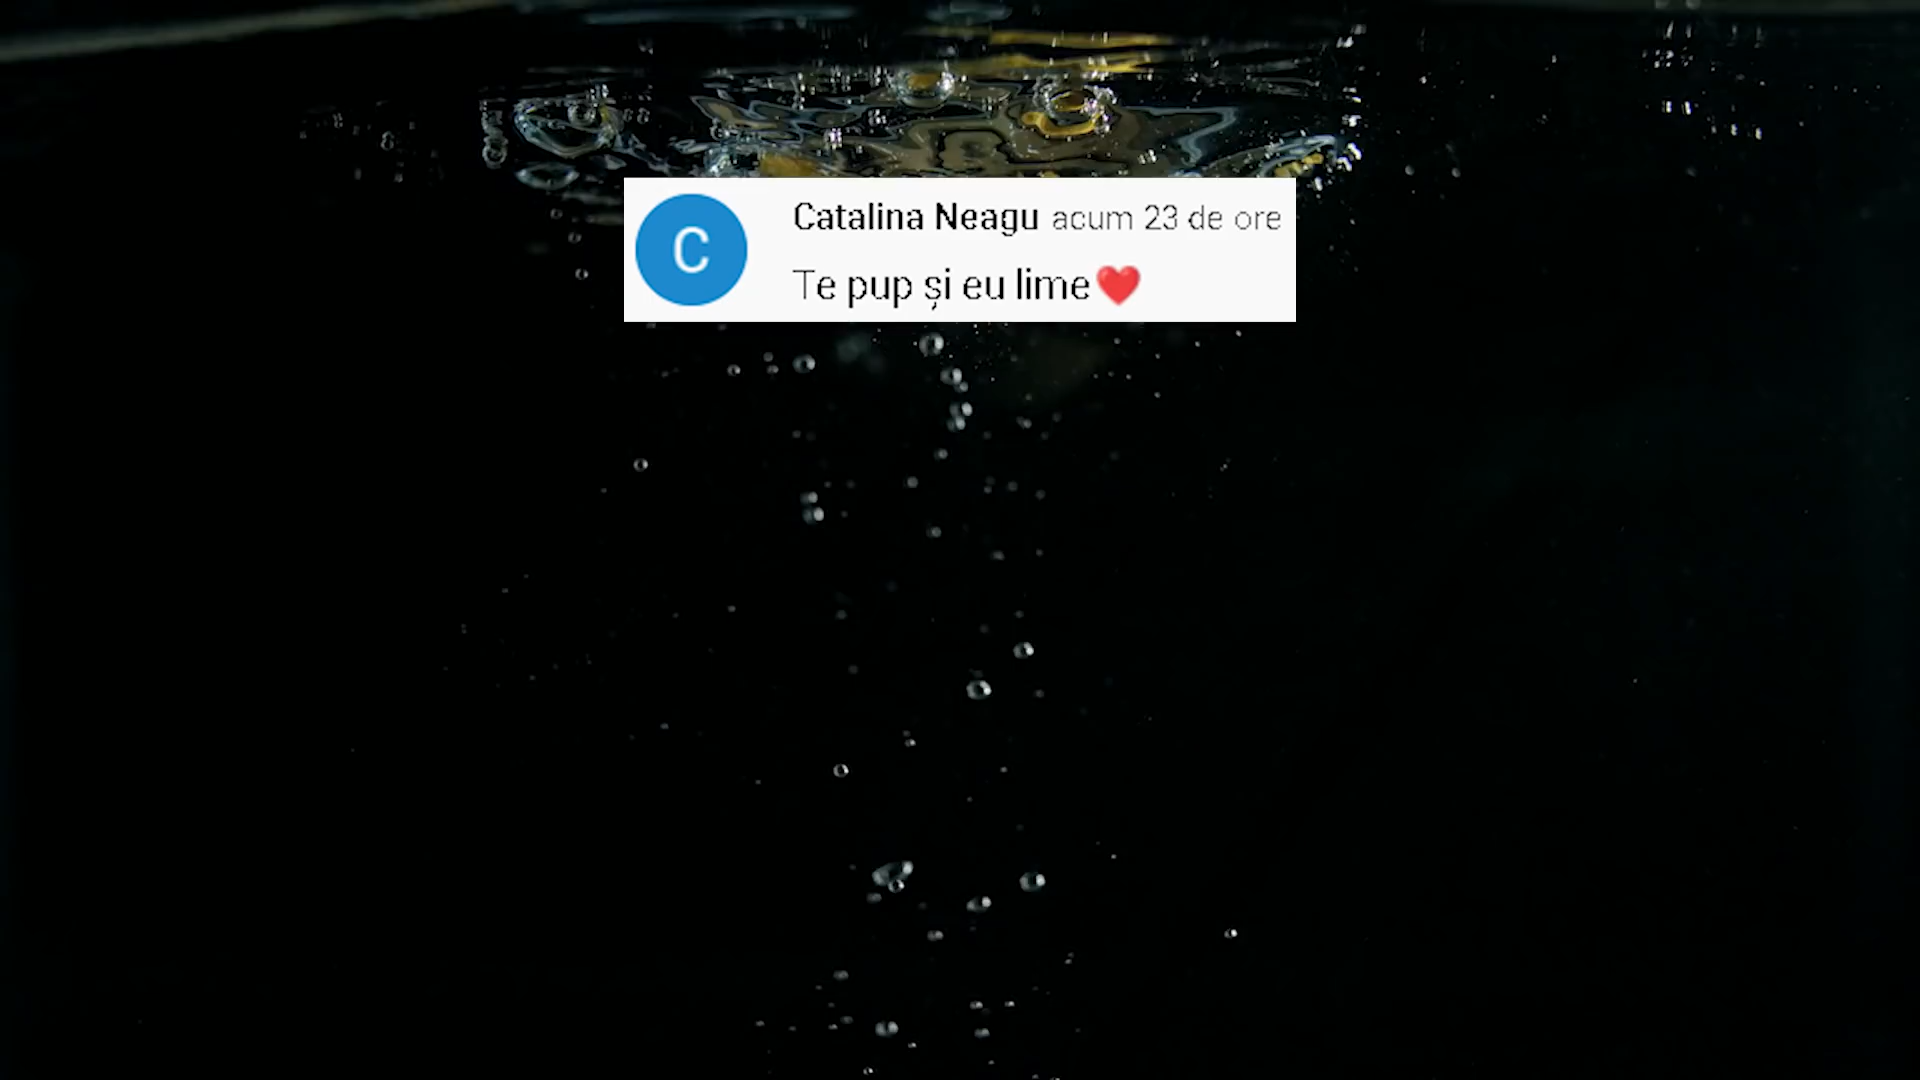 C
Catalina Neagu acum 23 de ore
Te pup și eu lime❤️